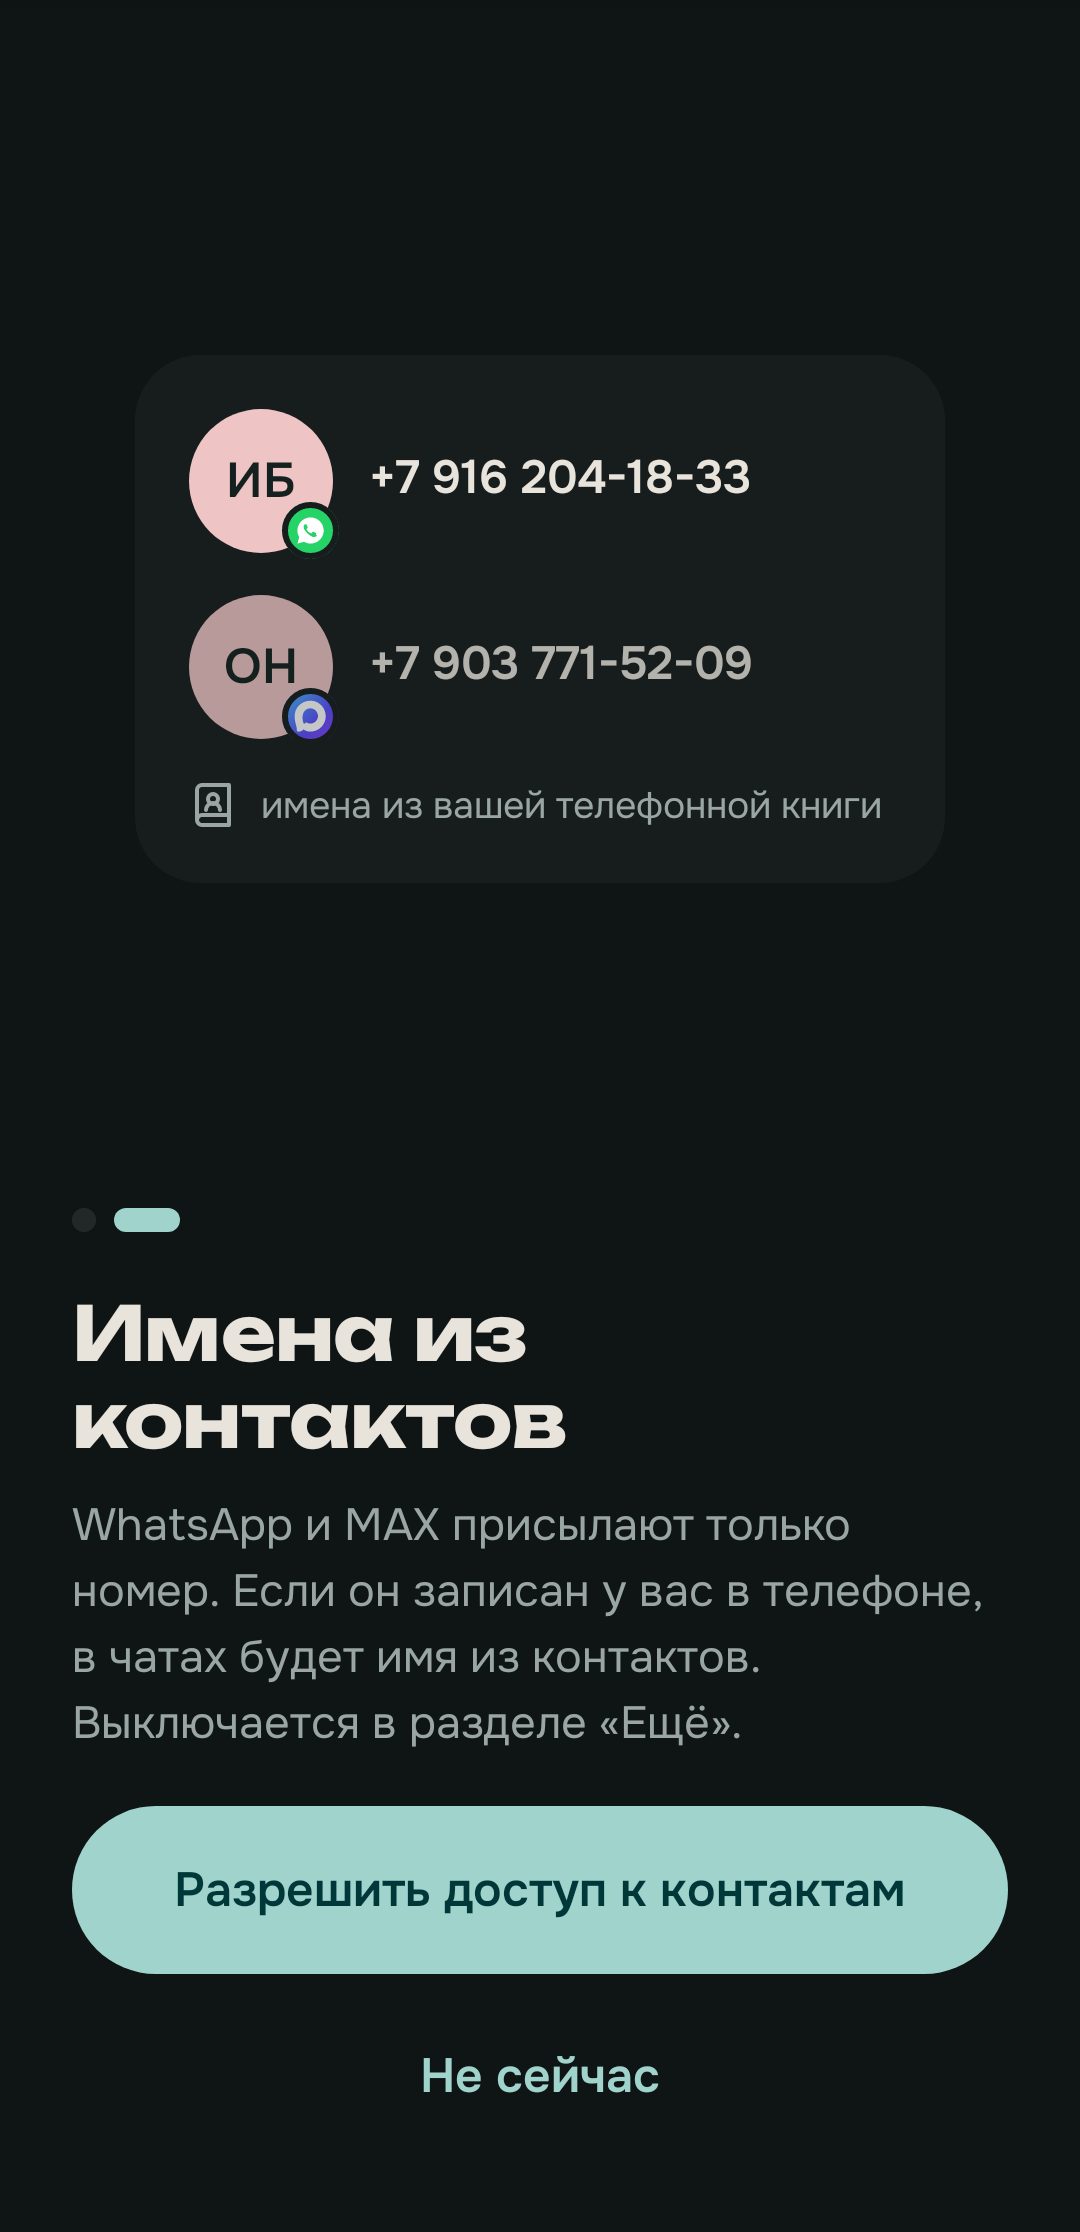 ИБ
+7 916 204-18-33
ОН
+7 903 771-52-09
имена из вашей телефонной книги
Имена из
контактов
WhatsApp и MAX присылают только
номер. Если он записан у вас в телефоне,
в чатах будет имя из контактов.
Выключается в разделе «Ещё».
Разрешить доступ к контактам
Не сейчас